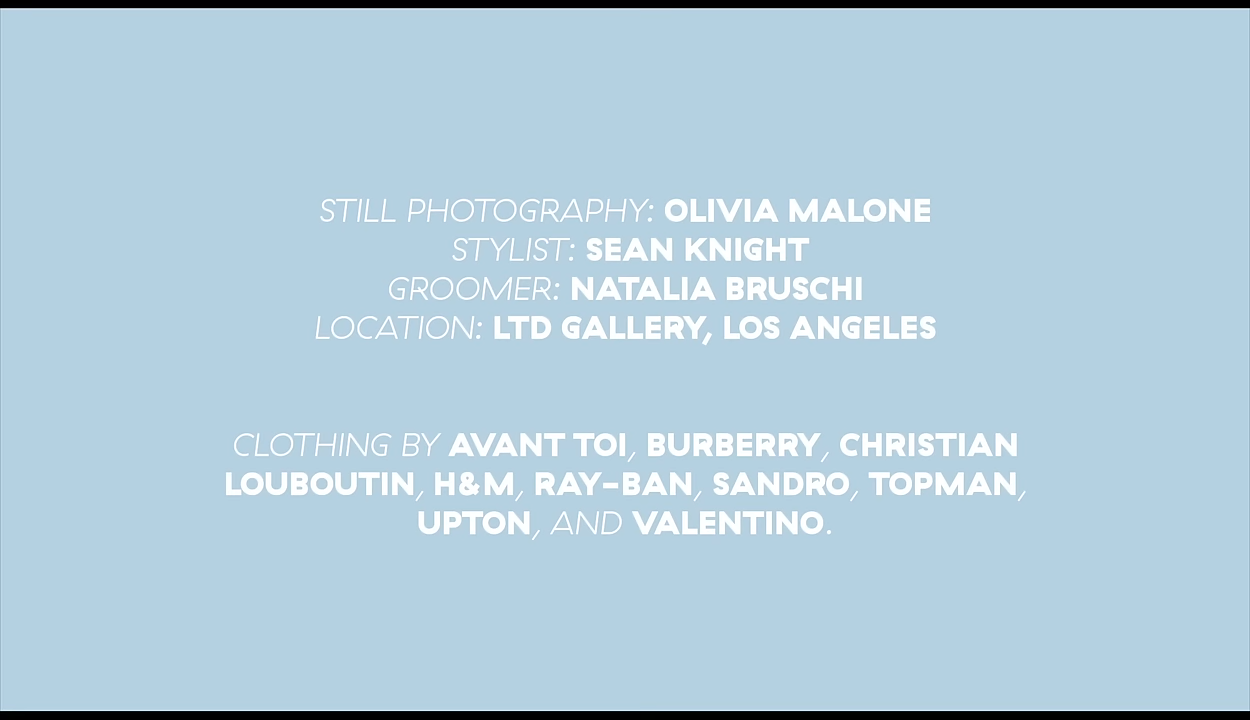 STILL PHOTOGRAPHY: OLIVIA MALONE
STYLIST: SEAN KNIGHT
GROOMER: NATALIA BRUSCHI
LOCATION: LTD GALLERY, LOS ANGELES
CLOTHING BY AVANT TOI, BURBERRY, CHRISTIAN
LOUBOUTIN, H&M, RAY-BAN, SANDRO, TOPMAN,
UPTON, AND VALENTINO.